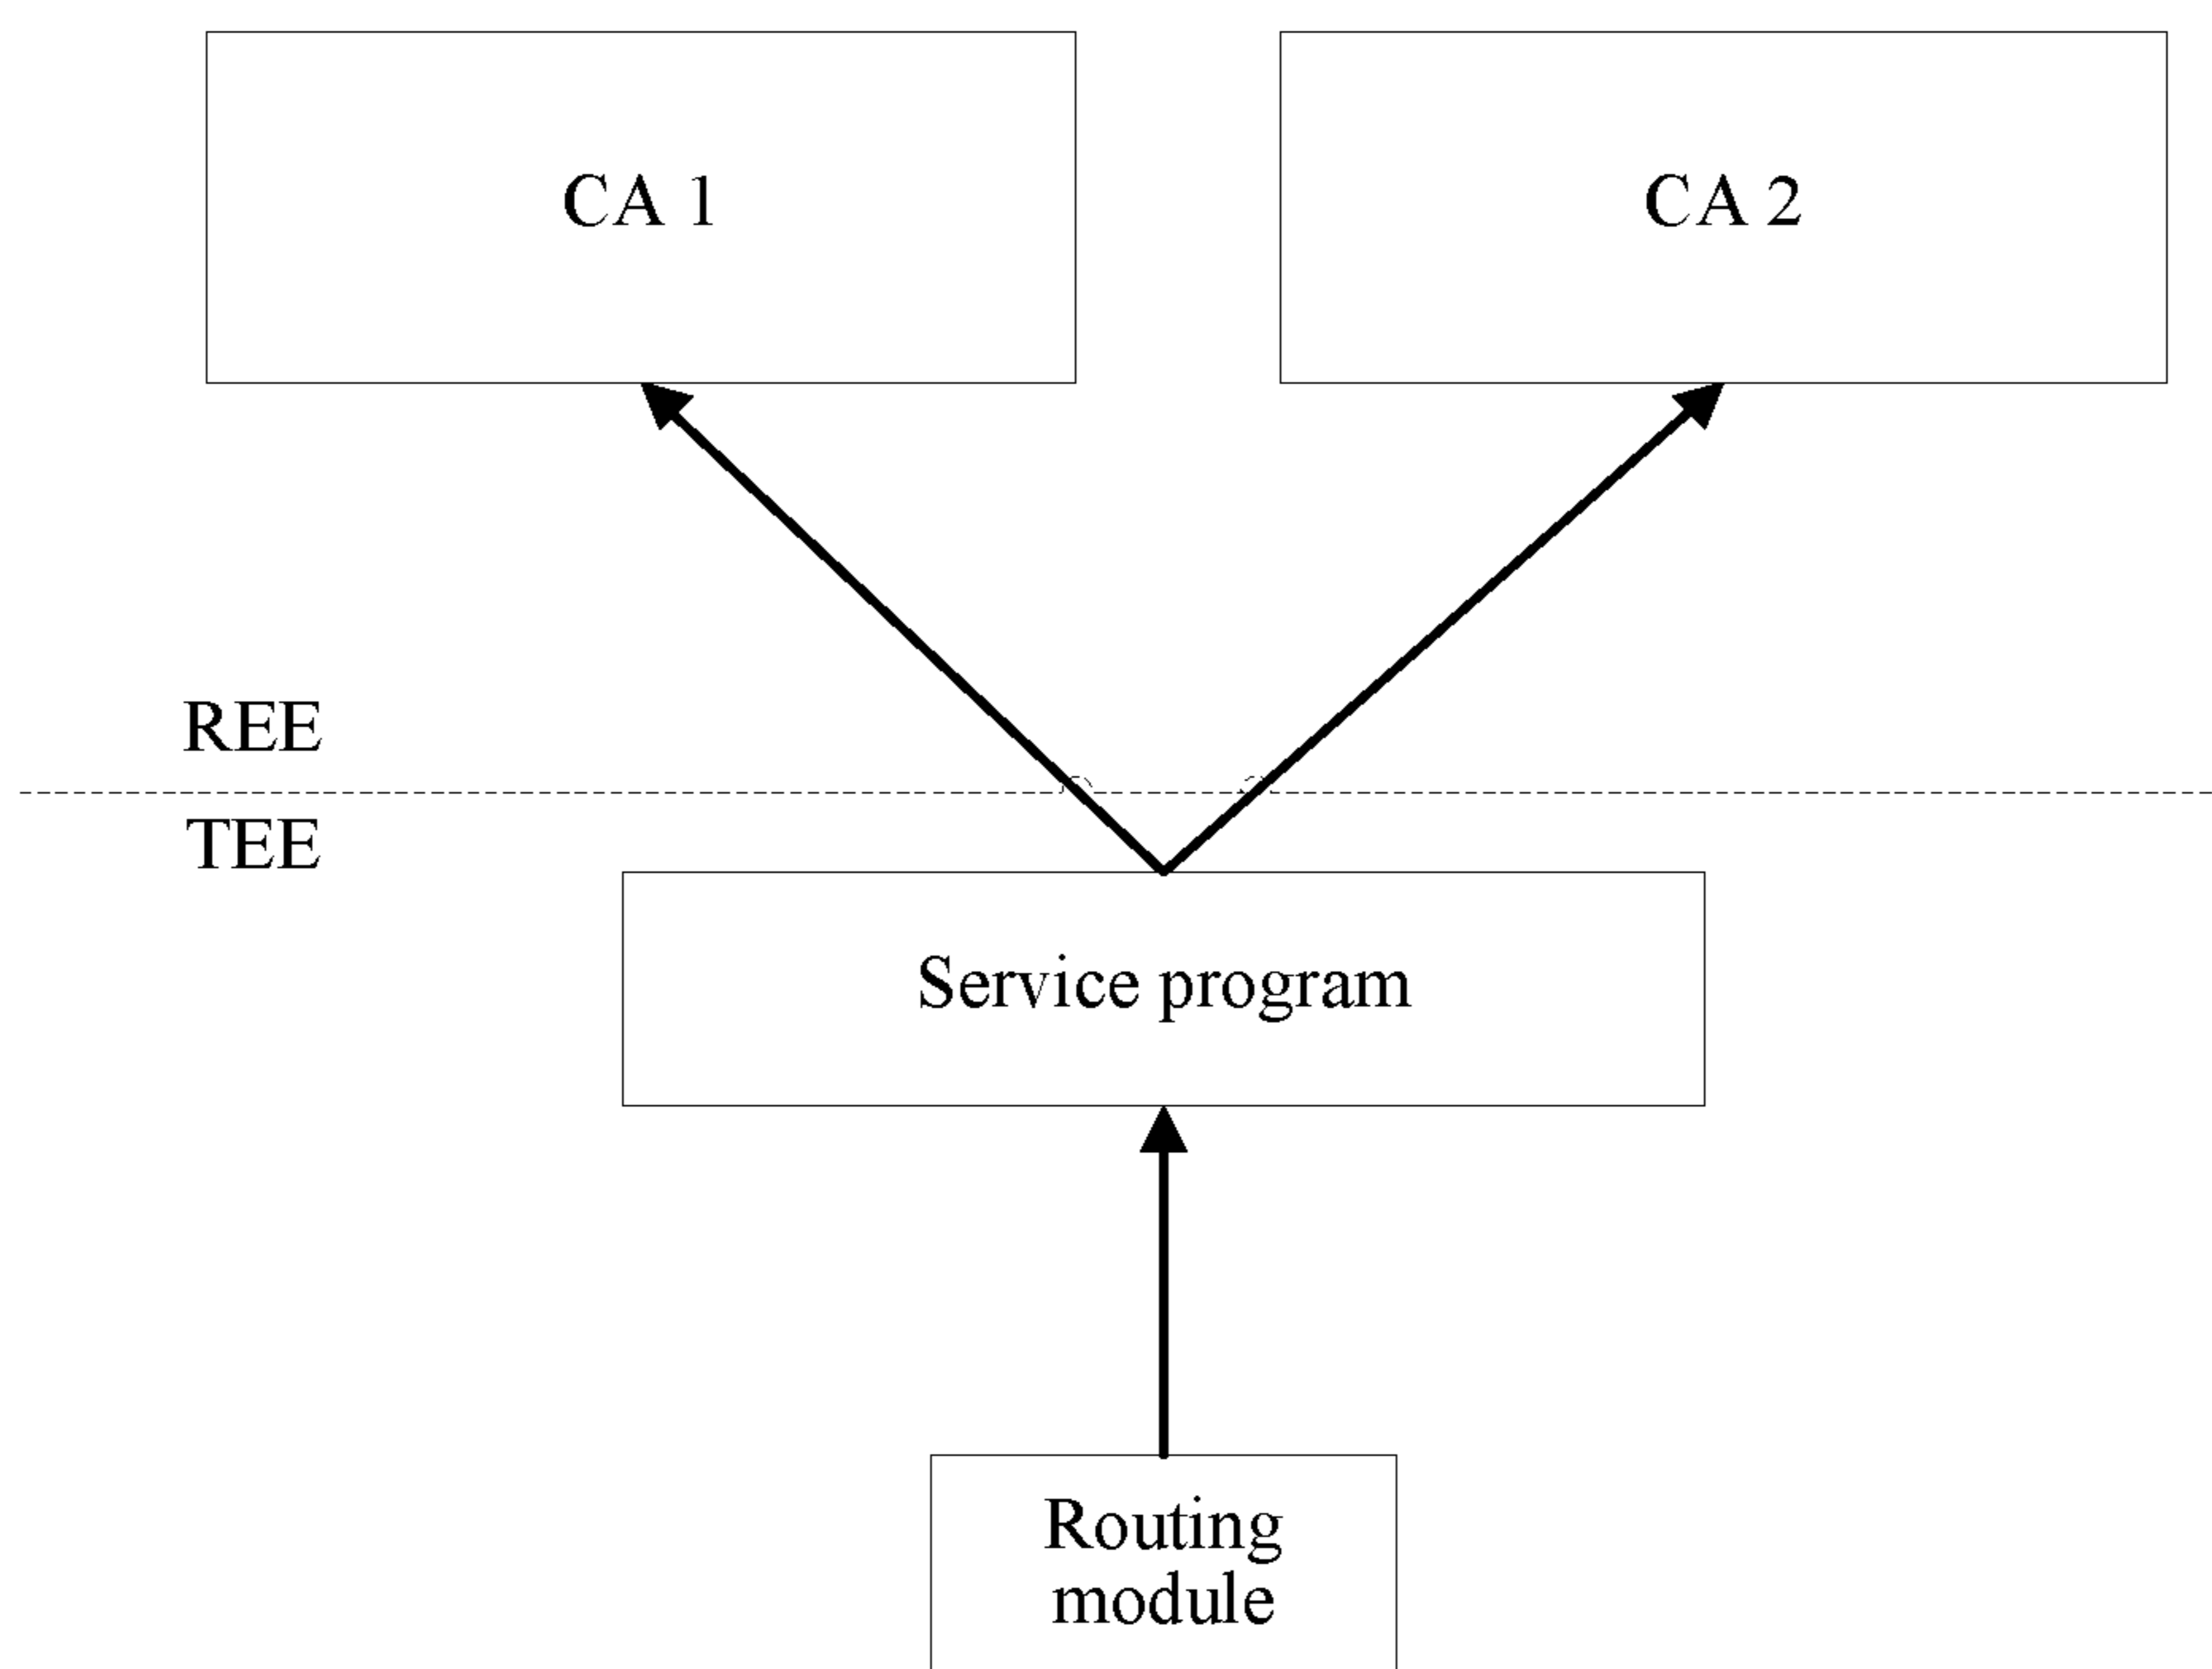 CA 1
CA 2
REE
TEE
Service program
Routing
module